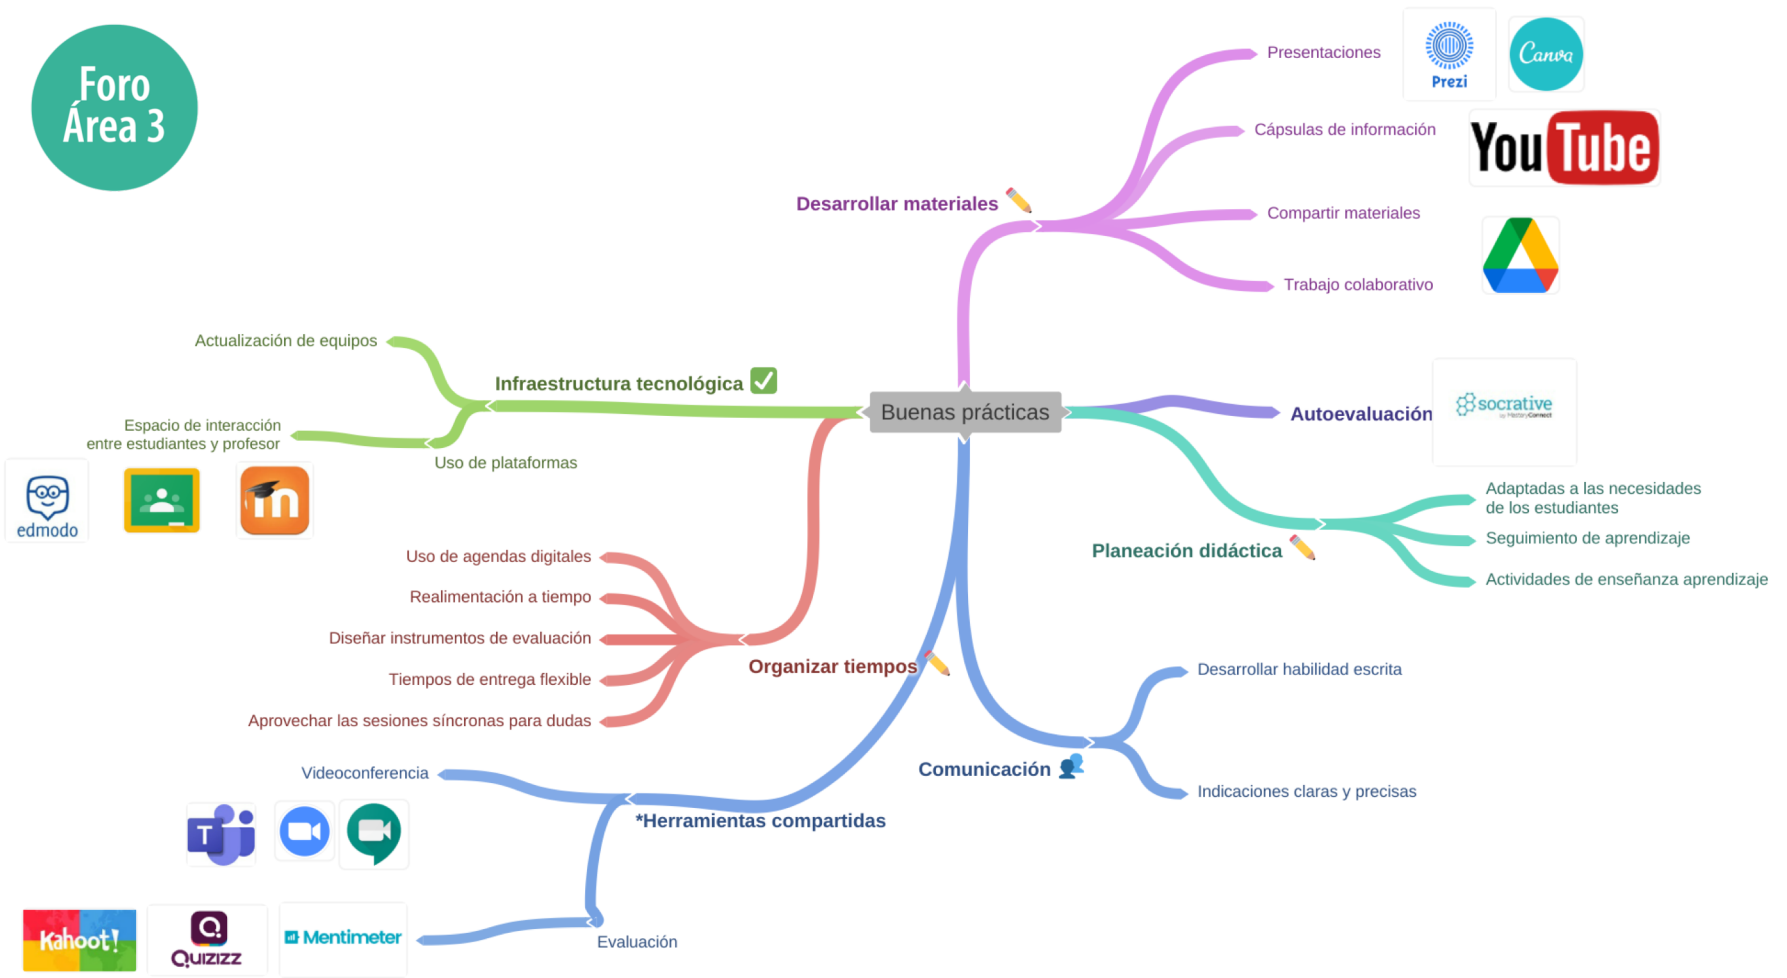 Foro
Área 3
Buenas prácticas
Desarrollar materiales
Presentaciones
Prezi
Canva
Cápsulas de información
YouTube
Compartir materiales
Trabajo colaborativo
Autoevaluación
socrative
by MasteryConnect
Planeación didáctica
Adaptadas a las necesidades
de los estudiantes
Seguimiento de aprendizaje
Actividades de enseñanza aprendizaje
Comunicación
Desarrollar habilidad escrita
Indicaciones claras y precisas
Infraestructura tecnológica
Actualización de equipos
Uso de plataformas
Espacio de interacción
entre estudiantes y profesor
edmodo
m
Organizar tiempos
Uso de agendas digitales
Realimentación a tiempo
Diseñar instrumentos de evaluación
Tiempos de entrega flexible
Aprovechar las sesiones síncronas para dudas
*Herramientas compartidas
Videoconferencia
T
Evaluación
Kahoot!
Quizizz
Mentimeter